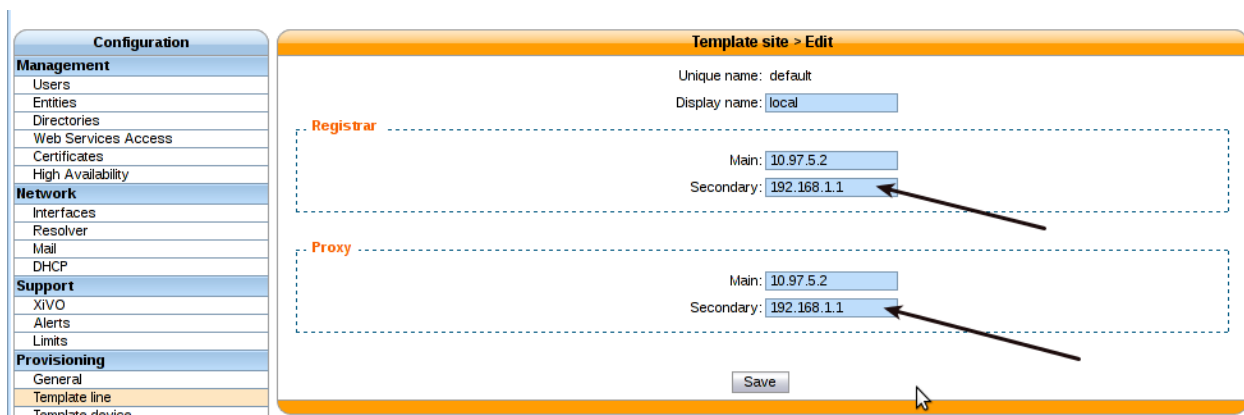 Configuration
Management
Users
Entities
Directories
Web Services Access
Certificates
High Availability
Network
Interfaces
Resolver
Mail
DHCP
Support
XiVO
Alerts
Limits
Provisioning
General
Template line
Template device
Template site > Edit
Unique name: default
Display name: local
Registrar
Main: 10.97.5.2
Secondary: 192.168.1.1
Proxy
Main: 10.97.5.2
Secondary: 192.168.1.1
Save